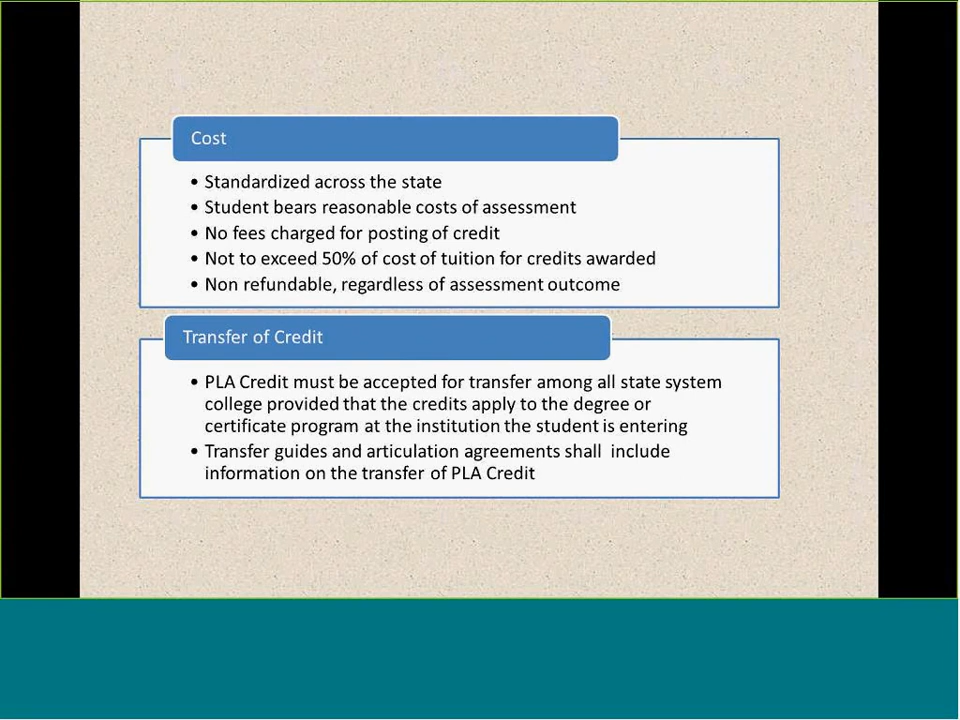 Cost
• Standardized across the state
• Student bears reasonable costs of assessment
• No fees charged for posting of credit
• Not to exceed 50% of cost of tuition for credits awarded
• Non refundable, regardless of assessment outcome
Transfer of Credit
• PLA Credit must be accepted for transfer among all state system
college provided that the credits apply to the degree or
certificate program at the institution the student is entering
• Transfer guides and articulation agreements shall include
information on the transfer of PLA Credit